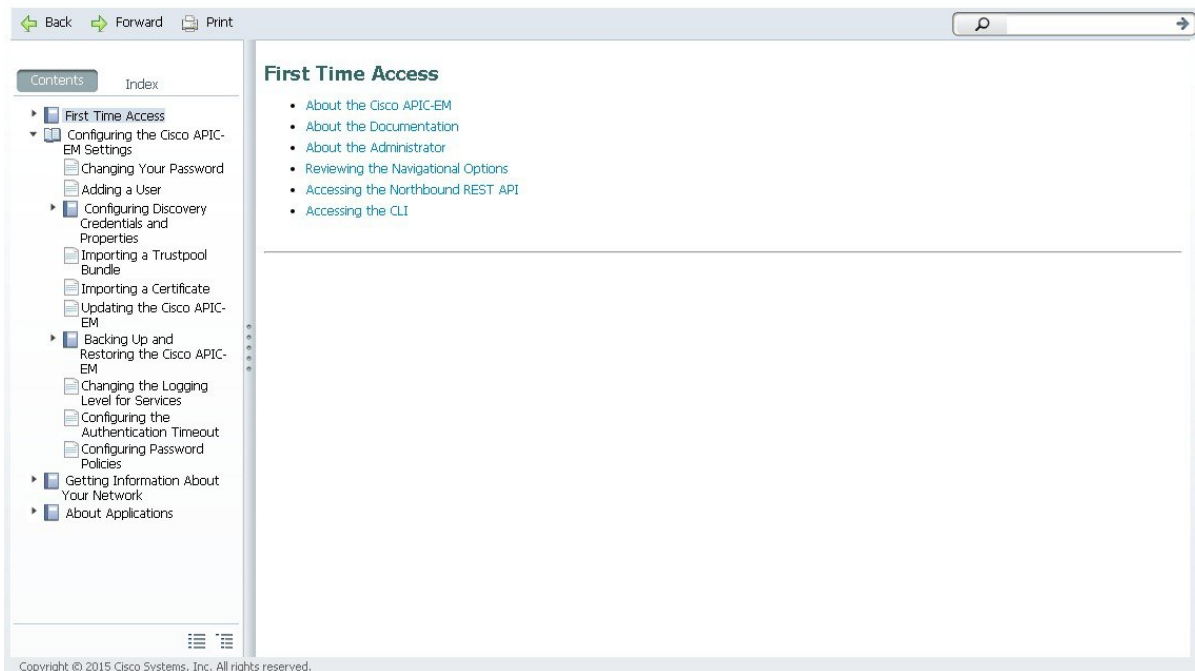 Back Forward Print
Contents Index
First Time Access
Configuring the Cisco APIC-
EM Settings
Changing Your Password
Adding a User
Configuring Discovery
Credentials and
Properties
Importing a Trustpool
Bundle
Importing a Certificate
Updating the Cisco APIC-
EM
Backing Up and
Restoring the Cisco APIC-
EM
Changing the Logging
Level for Services
Configuring the
Authentication Timeout
Configuring Password
Policies
Getting Information About
Your Network
About Applications
First Time Access
About the Cisco APIC-EM
About the Documentation
About the Administrator
Reviewing the Navigational Options
Accessing the Northbound REST API
Accessing the CLI
Copyright © 2015 Cisco Systems, Inc. All rights reserved.